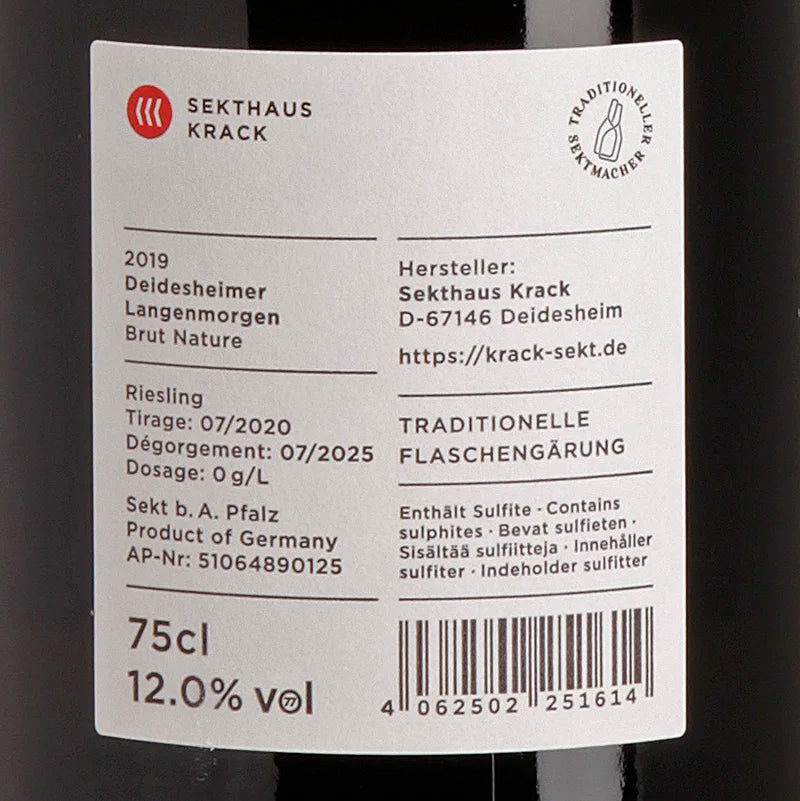 SEKTHAUS
KRACK
TRADITIONELLER
SEKTMACHER
2019
Deidesheimer
Langenmorgen
Brut Nature
Riesling
Tirage: 07/2020
Dégorgement: 07/2025
Dosage: 0 g/L
Sekt b. A. Pfalz
Product of Germany
AP-Nr: 51064890125
75cl
12.0% vol
77
Hersteller:
Sekthaus Krack
D-67146 Deidesheim
https://krack-sekt.de
TRADITIONELLE
FLASCHENGÄRUNG
Enthält Sulfite · Contains
sulphites · Bevat sulfieten ·
Sisältää sulfiitteja · Innehåller
sulfiter · Indeholder sulfitter
4 062502 251614